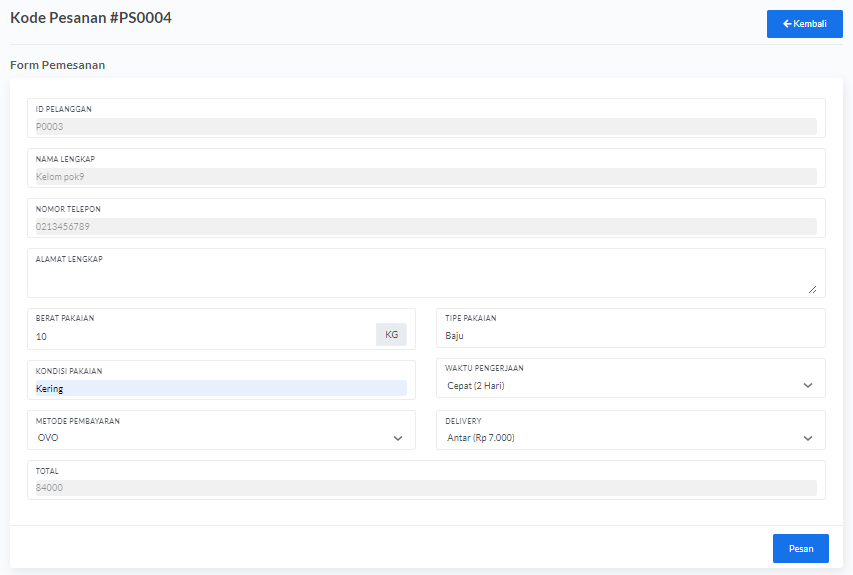 Kode Pesanan #PS0004
Kembali
Form Pemesanan
ID PELANGGAN
P0003
NAMA LENGKAP
Kelom pok9
NOMOR TELEPON
0213456789
ALAMAT LENGKAP
BERAT PAKAIAN
10
KG
TIPE PAKAIAN
Baju
KONDISI PAKAIAN
Kering
WAKTU PENGERJAAN
Cepat (2 Hari)
METODE PEMBAYARAN
OVO
DELIVERY
Antar (Rp 7.000)
TOTAL
84000
Pesan